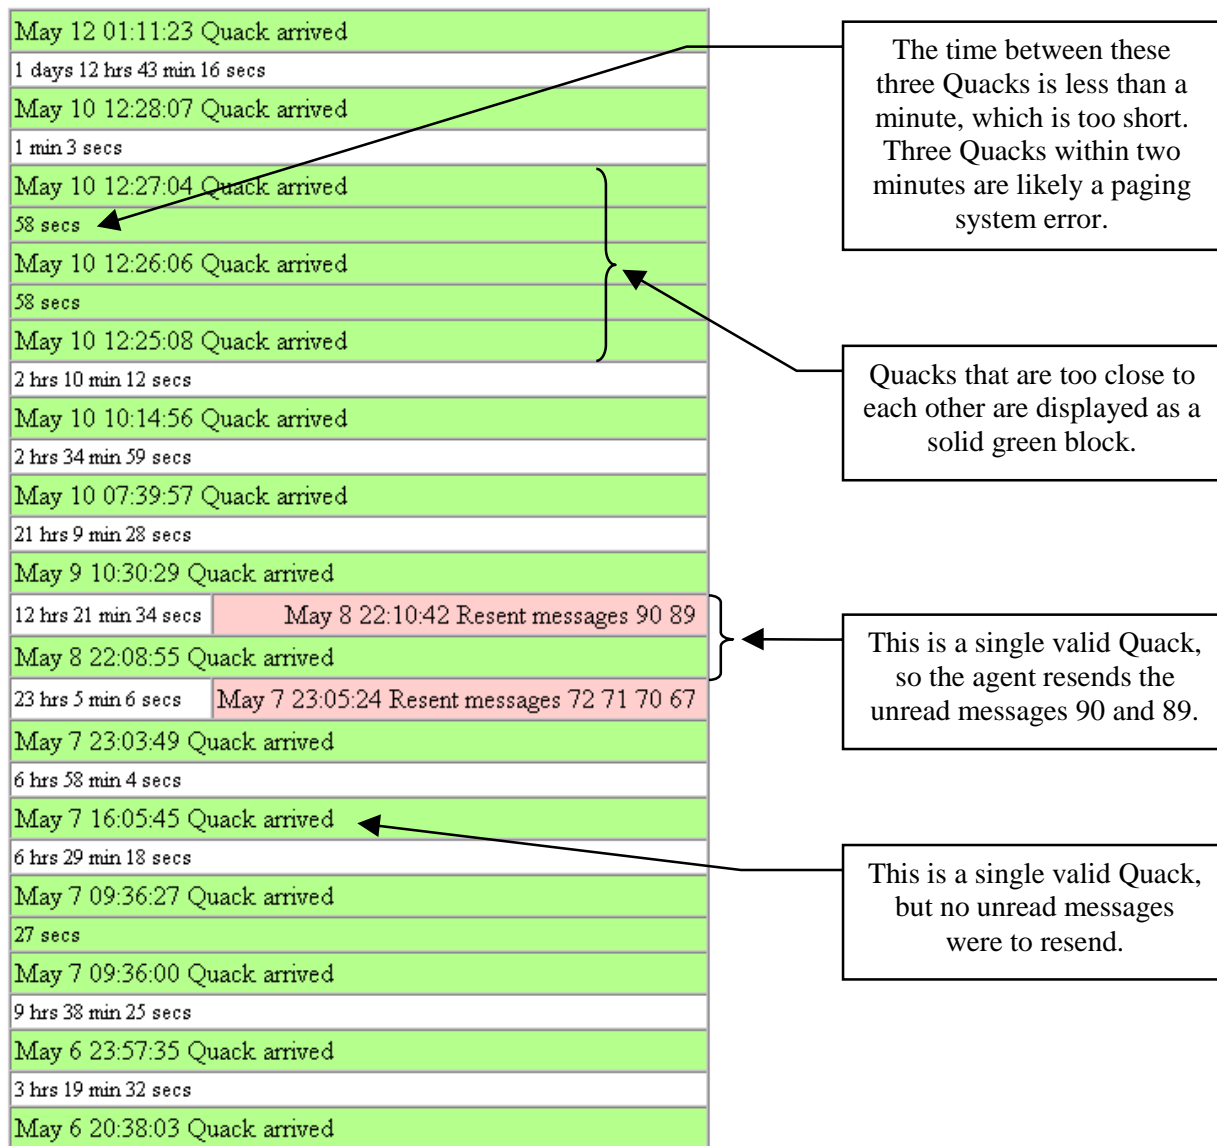 May 12 01:11:23 Quack arrived
1 days 12 hrs 43 min 16 secs
May 10 12:28:07 Quack arrived
1 min 3 secs
May 10 12:27:04 Quack arrived
58 secs
May 10 12:26:06 Quack arrived
58 secs
May 10 12:25:08 Quack arrived
2 hrs 10 min 12 secs
May 10 10:14:56 Quack arrived
2 hrs 34 min 59 secs
May 10 07:39:57 Quack arrived
21 hrs 9 min 28 secs
May 9 10:30:29 Quack arrived
12 hrs 21 min 34 secs May 8 22:10:42 Resent messages 90 89
May 8 22:08:55 Quack arrived
23 hrs 5 min 6 secs May 7 23:05:24 Resent messages 72 71 70 67
May 7 23:03:49 Quack arrived
6 hrs 58 min 4 secs
May 7 16:05:45 Quack arrived
6 hrs 29 min 18 secs
May 7 09:36:27 Quack arrived
27 secs
May 7 09:36:00 Quack arrived
9 hrs 38 min 25 secs
May 6 23:57:35 Quack arrived
3 hrs 19 min 32 secs
May 6 20:38:03 Quack arrived
The time between these
three Quacks is less than a
minute, which is too short.
Three Quacks within two
minutes are likely a paging
system error.
Quacks that are too close to
each other are displayed as a
solid green block.
This is a single valid Quack,
so the agent resends the
unread messages 90 and 89.
This is a single valid Quack,
but no unread messages
were to resend.